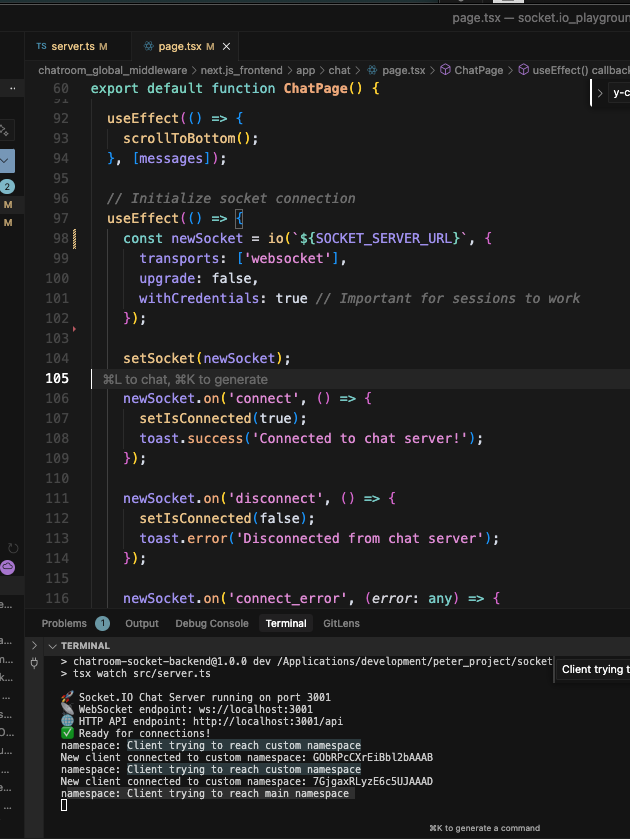 page.tsx — socket.io_playgroun
TS server.ts M
page.tsx M
chatroom_global_middleware > next.js_frontend > app > chat > page.tsx > ChatPage > useEffect() callbac
60 export default function ChatPage() {
y-c
91
92 useEffect(() => {
93 scrollToBottom();
94 }, [messages]);
95
96 // Initialize socket connection
97 useEffect(() => {
98 const newSocket = io(`${SOCKET_SERVER_URL}`, {
99 transports: ['websocket'],
100 upgrade: false,
101 withCredentials: true // Important for sessions to work
102 });
103
104 setSocket(newSocket);
105 ⌘L to chat, ⌘K to generate
106 newSocket.on('connect', () => {
107 setIsConnected(true);
108 toast.success('Connected to chat server!');
109 });
110
111 newSocket.on('disconnect', () => {
112 setIsConnected(false);
113 toast.error('Disconnected from chat server');
114 });
115
116 newSocket.on('connect_error', (error: any) => {
2
M
M
Problems 1 Output Debug Console Terminal GitLens
TERMINAL
> chatroom-socket-backend@1.0.0 dev /Applications/development/peter_project/socket
> tsx watch src/server.ts
Client trying t
🚀 Socket.IO Chat Server running on port 3001
WebSocket endpoint: ws://localhost:3001
🌐 HTTP API endpoint: http://localhost:3001/api
✅ Ready for connections!
namespace: Client trying to reach custom namespace
New client connected to custom namespace: GObRPcCXrEiBbl2bAAAB
namespace: Client trying to reach custom namespace
New client connected to custom namespace: 7GjgaxRLyzE6c5UJAAAD
namespace: Client trying to reach main namespace
⌘K to generate a command